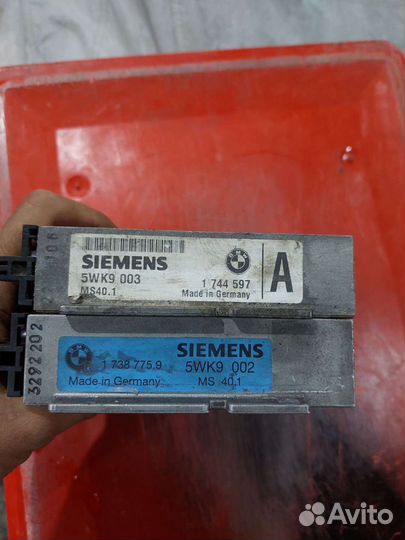 SIEMENS
5WK9 003
MS40.1
1 744 597
Made in Germany
A
3292202
1 738 775.9
Made in Germany
SIEMENS
5WK9 002
MS 40.1
Avito